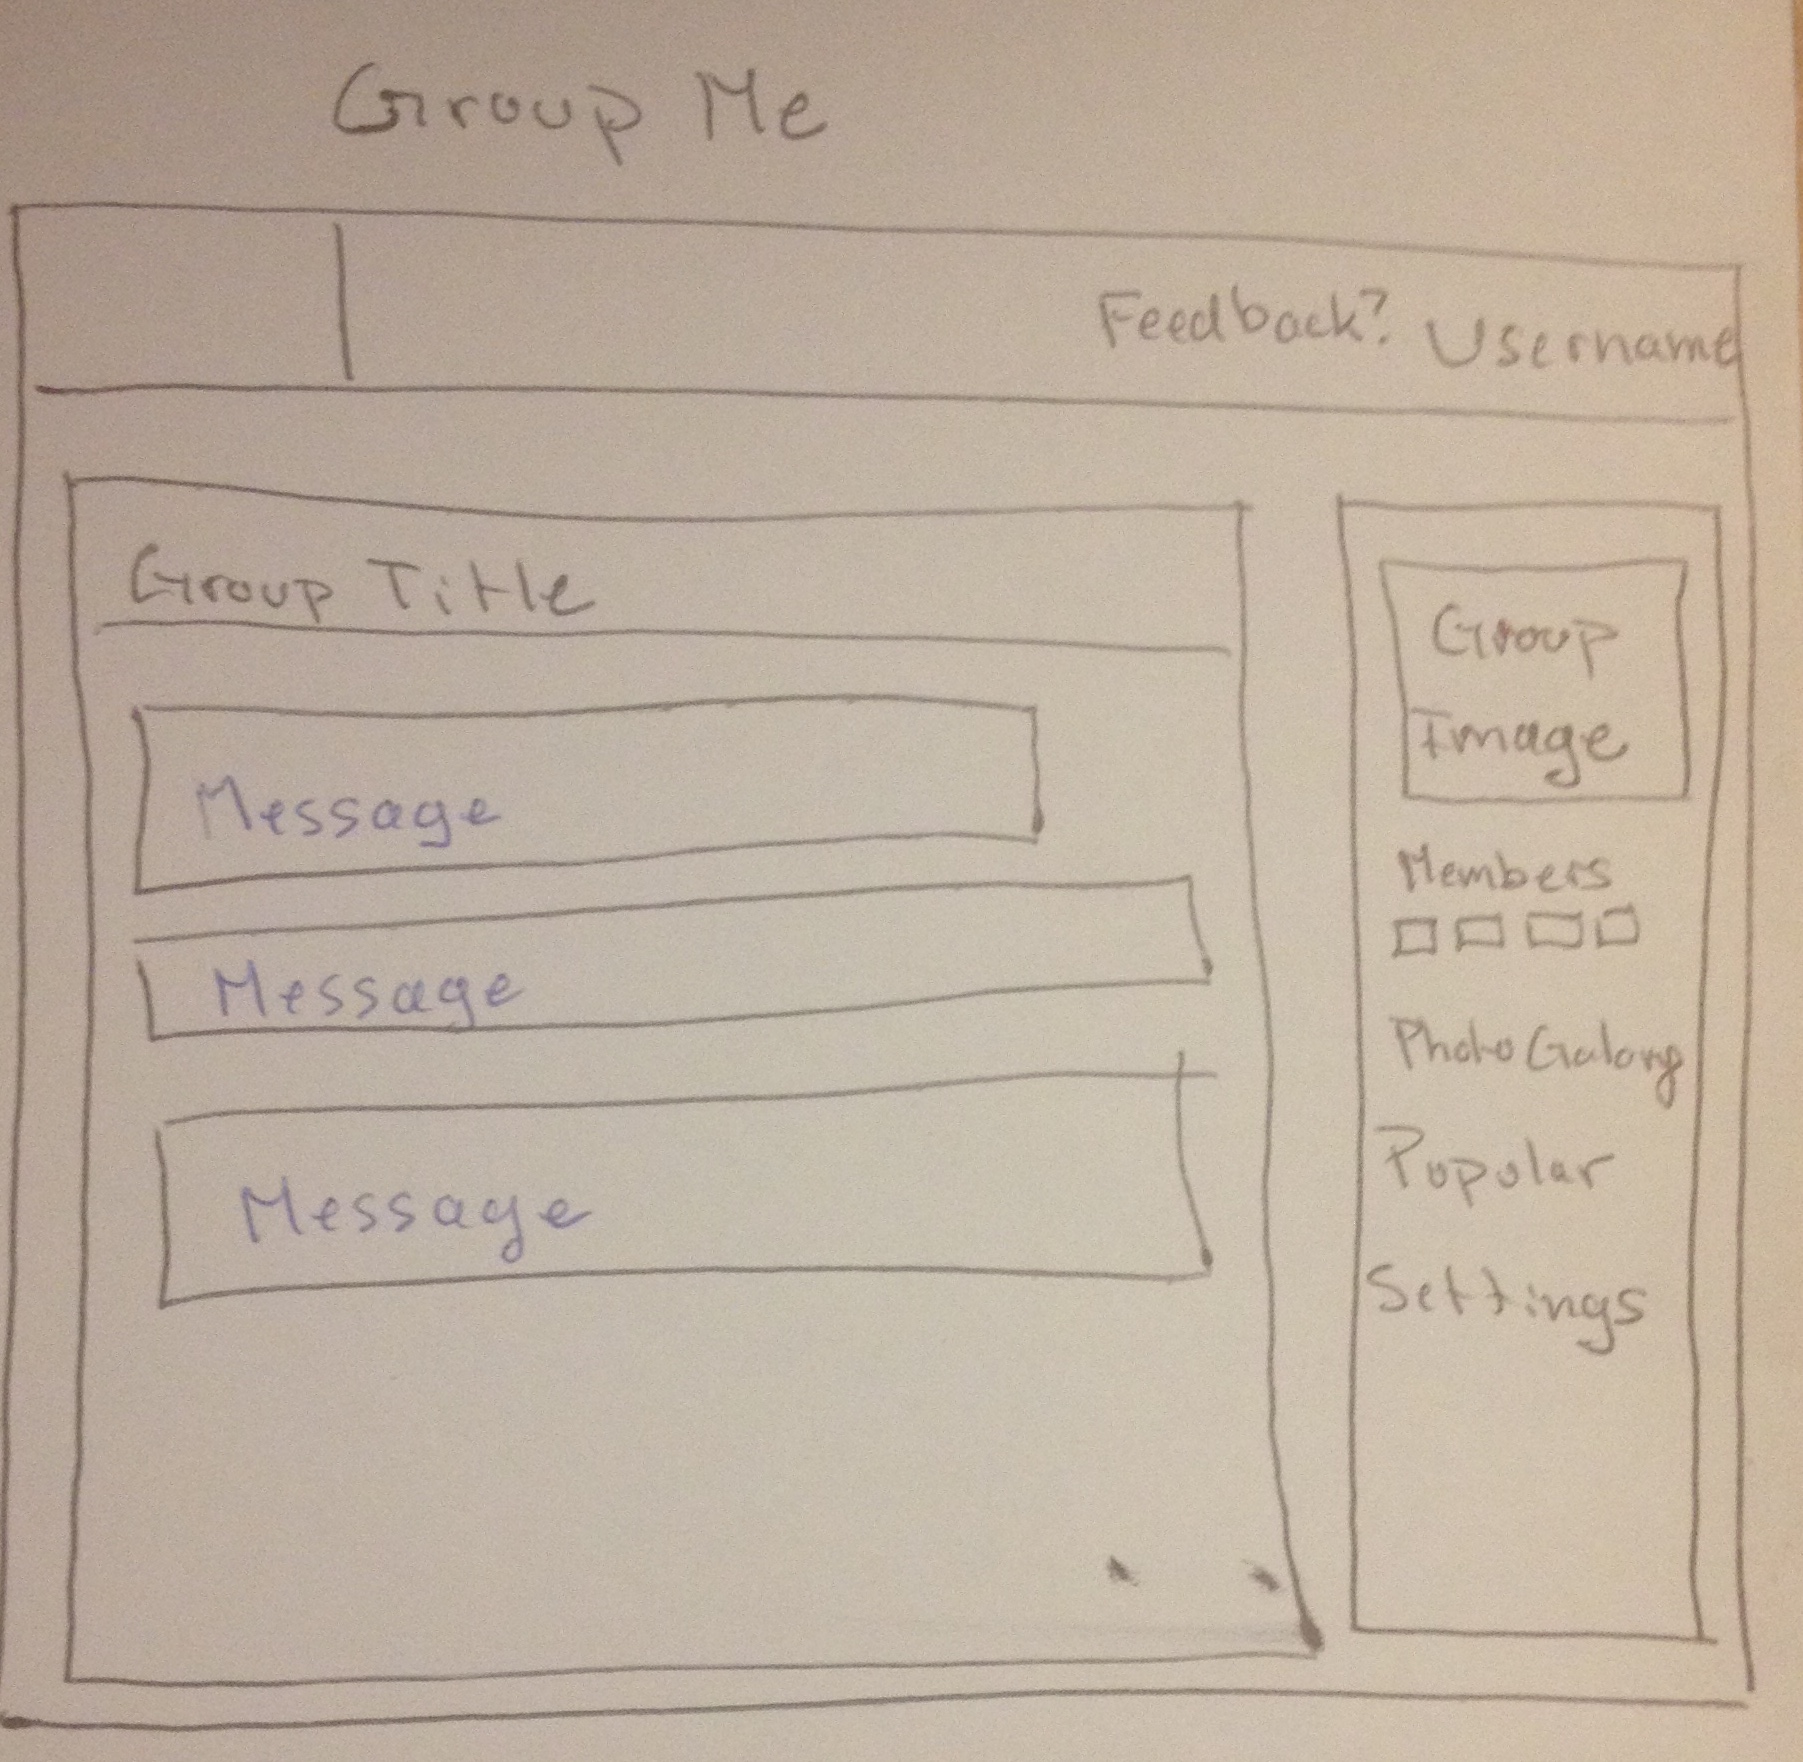 Group Me
Feedback? Username
Group Title
Message
Message
Message
Group
Image
Members
Photo Galary
Popular
Settings